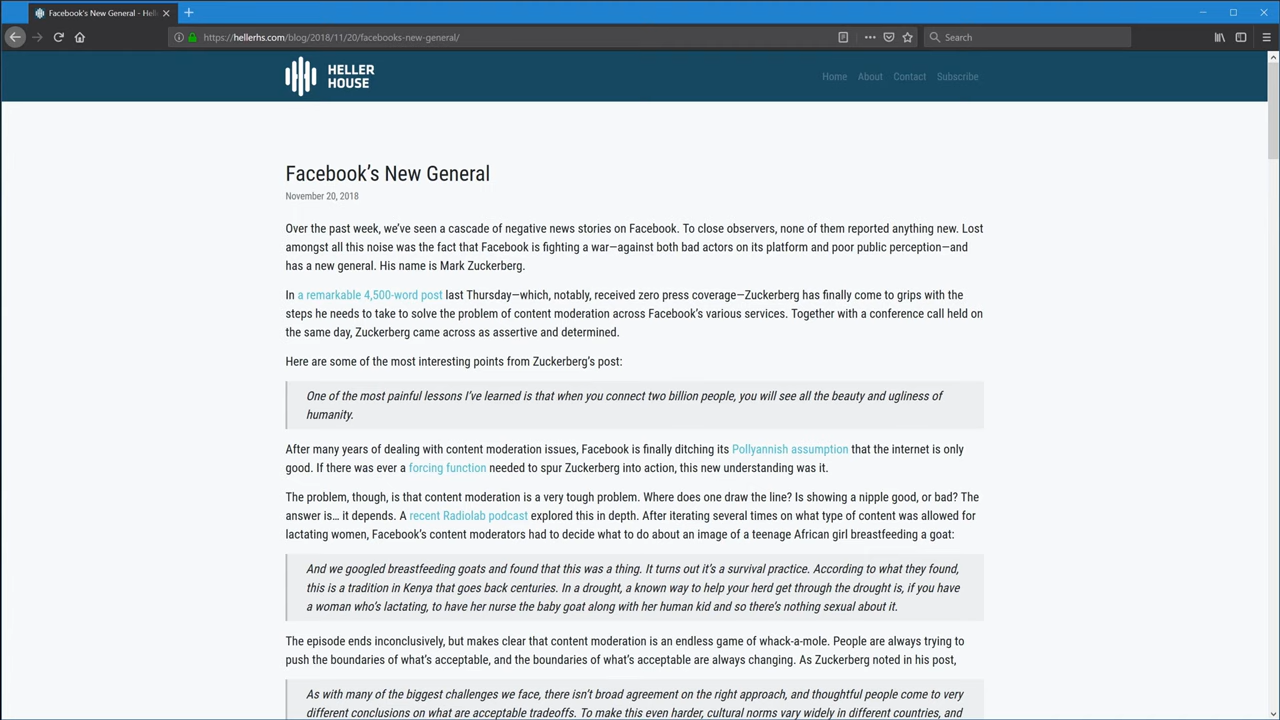 Facebook's New General - Hell
https://hellerhs.com/blog/2018/11/20/facebooks-new-general/
Search
HELLER
HOUSE
Home About Contact Subscribe
Facebook's New General
November 20, 2018
Over the past week, we've seen a cascade of negative news stories on Facebook. To close observers, none of them reported anything new. Lost
amongst all this noise was the fact that Facebook is fighting a war—against both bad actors on its platform and poor public perception—and
has a new general. His name is Mark Zuckerberg.
In a remarkable 4,500-word post last Thursday—which, notably, received zero press coverage—Zuckerberg has finally come to grips with the
steps he needs to take to solve the problem of content moderation across Facebook's various services. Together with a conference call held on
the same day, Zuckerberg came across as assertive and determined.
Here are some of the most interesting points from Zuckerberg's post:
One of the most painful lessons I've learned is that when you connect two billion people, you will see all the beauty and ugliness of
humanity.
After many years of dealing with content moderation issues, Facebook is finally ditching its Pollyannish assumption that the internet is only
good. If there was ever a forcing function needed to spur Zuckerberg into action, this new understanding was it.
The problem, though, is that content moderation is a very tough problem. Where does one draw the line? Is showing a nipple good, or bad? The
answer is… it depends. A recent Radiolab podcast explored this in depth. After iterating several times on what type of content was allowed for
lactating women, Facebook's content moderators had to decide what to do about an image of a teenage African girl breastfeeding a goat:
And we googled breastfeeding goats and found that this was a thing. It turns out it's a survival practice. According to what they found,
this is a tradition in Kenya that goes back centuries. In a drought, a known way to help your herd get through the drought is, if you have
a woman who's lactating, to have her nurse the baby goat along with her human kid and so there's nothing sexual about it.
The episode ends inconclusively, but makes clear that content moderation is an endless game of whack-a-mole. People are always trying to
push the boundaries of what's acceptable, and the boundaries of what's acceptable are always changing. As Zuckerberg noted in his post,
As with many of the biggest challenges we face, there isn't broad agreement on the right approach, and thoughtful people come to very
different conclusions on what are acceptable tradeoffs. To make this even harder, cultural norms vary widely in different countries, and